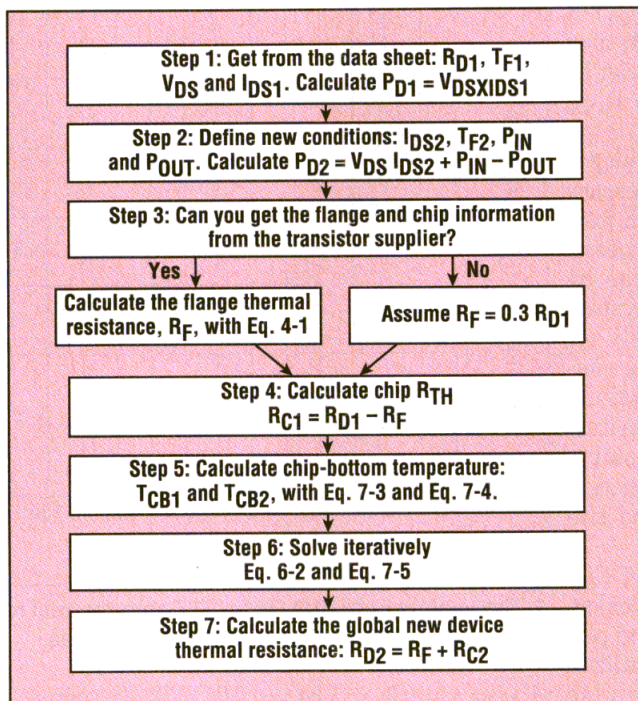 Step 1: Get from the data sheet: RD1, TF1,
VDS and IDS1. Calculate PD1 = VDSXIDS1
Step 2: Define new conditions: IDS2, TF2, PIN
and POUT. Calculate PD2 = VDS IDS2 + PIN – POUT
Step 3: Can you get the flange and chip information
from the transistor supplier?
Yes
No
Calculate the flange thermal
resistance, RF, with Eq. 4-1
Assume RF = 0.3 RD1
Step 4: Calculate chip RTH
RC1 = RD1 – RF
Step 5: Calculate chip-bottom temperature:
TCB1 and TCB2, with Eq. 7-3 and Eq. 7-4.
Step 6: Solve iteratively
Eq. 6-2 and Eq. 7-5
Step 7: Calculate the global new device
thermal resistance: RD2 = RF + RC2